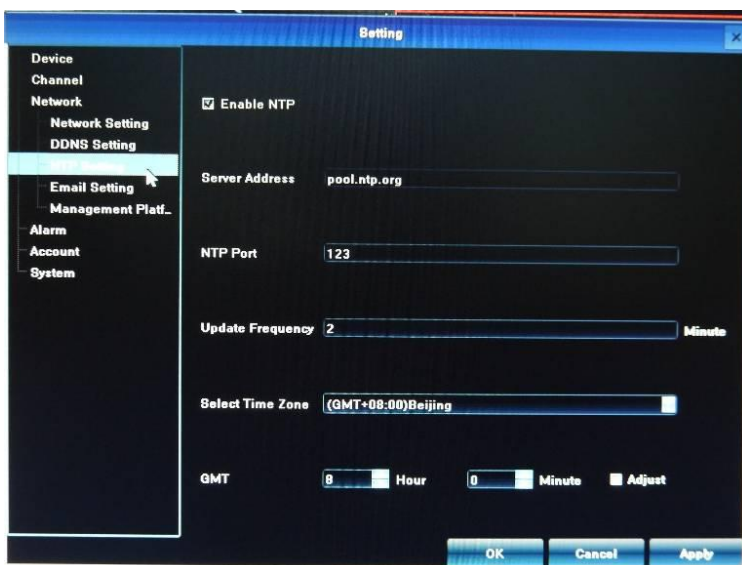 Setting
Device
Channel
Network
Network Setting
DDNS Setting
NTP Setting
Email Setting
Management Platf...
Alarm
Account
System
Enable NTP
Server Address pool.ntp.org
NTP Port 123
Update Frequency 2 Minute
Select Time Zone (GMT+08:00)Beijing
GMT 8 Hour 0 Minute Adjust
OK Cancel Apply